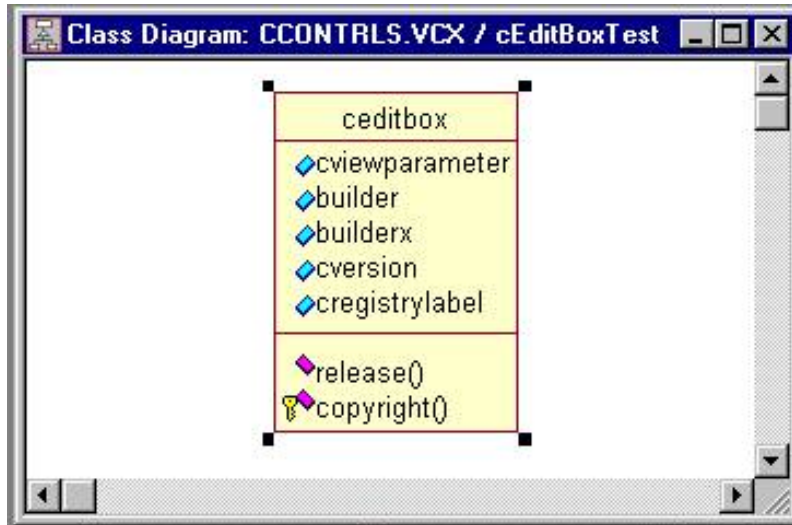 Class Diagram: CCONTRLS.VCX / cEditBoxTest
ceditbox
cviewparameter
builder
builderx
cversion
cregistrylabel
release()
copyright()